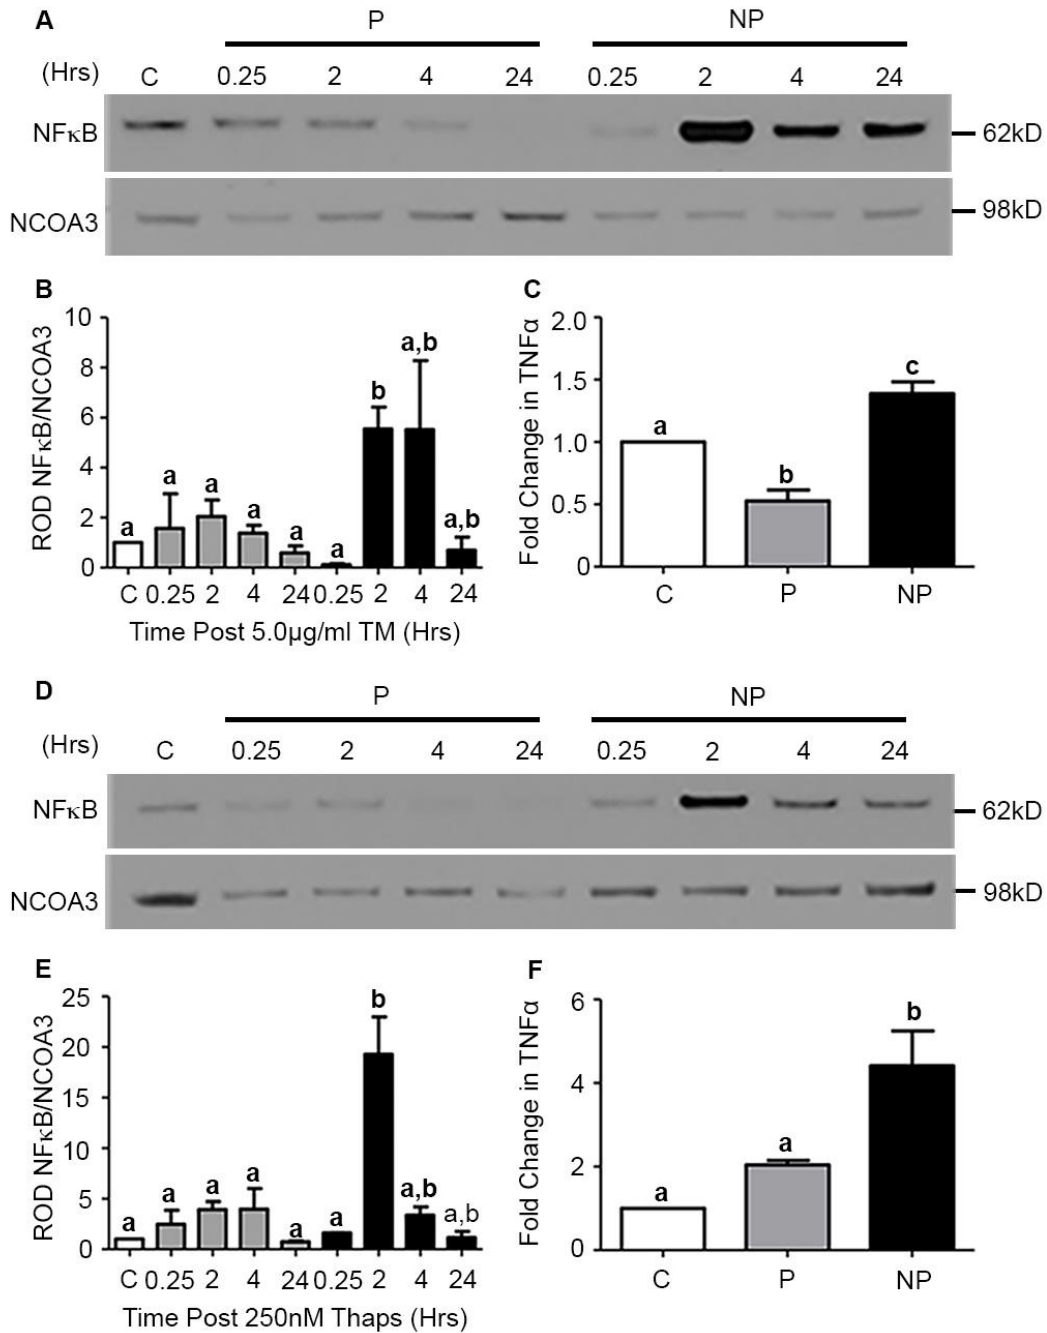 A
P NP
(Hrs) C 0.25 2 4 24 0.25 2 4 24
NFκB 62kD
NCOA3 98kD
B
10
8
6
4
2
0
ROD NFκB/NCOA3
a a a a a a b a,b a,b
C 0.25 2 4 24 0.25 2 4 24
Time Post 5.0µg/ml TM (Hrs)
C
2.0
1.5
1.0
0.5
0
Fold Change in TNFα
a b c
C P NP
D
P NP
(Hrs) C 0.25 2 4 24 0.25 2 4 24
NFκB 62kD
NCOA3 98kD
E
25
20
15
10
5
0
ROD NFκB/NCOA3
a a a a a a b a,b a,b
C 0.25 2 4 24 0.25 2 4 24
Time Post 250nM Thaps (Hrs)
F
6
4
2
0
Fold Change in TNFα
a a b
C P NP